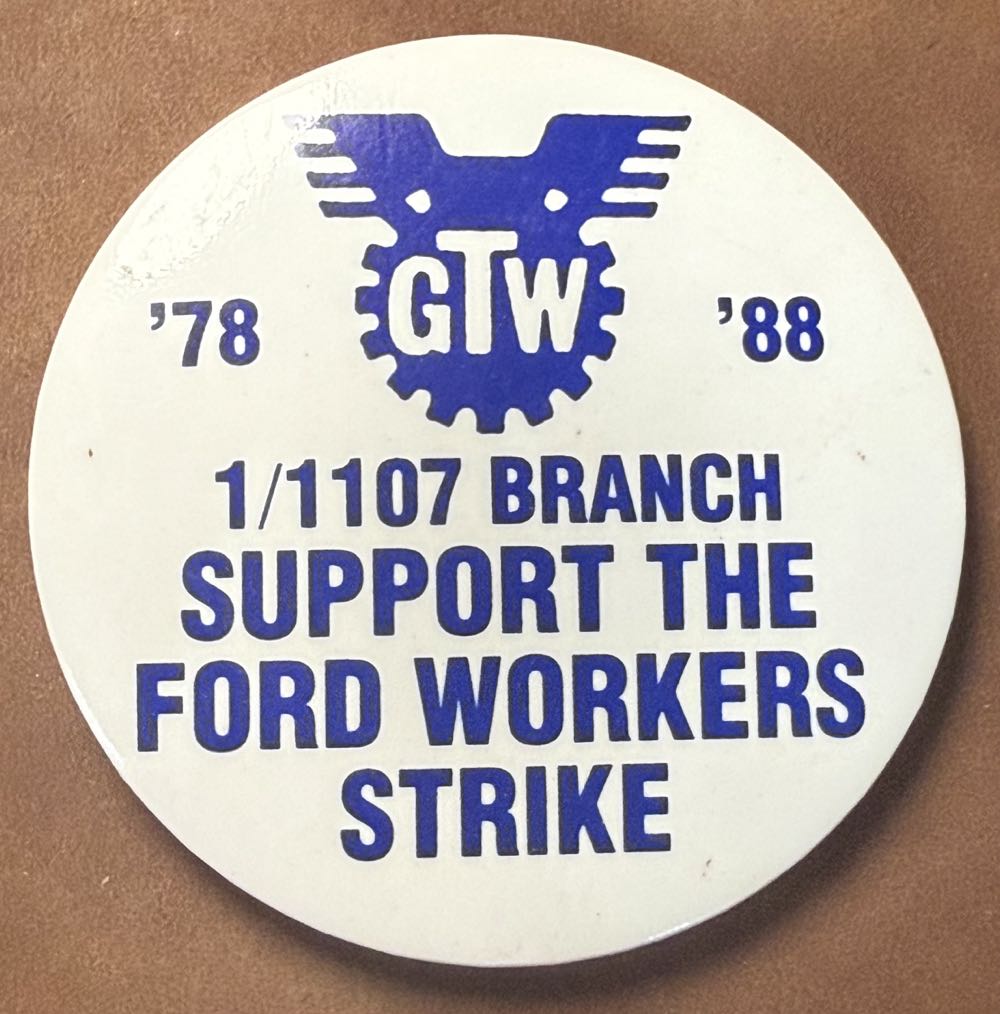 GTW
'78 '88
1/1107 BRANCH
SUPPORT THE
FORD WORKERS
STRIKE